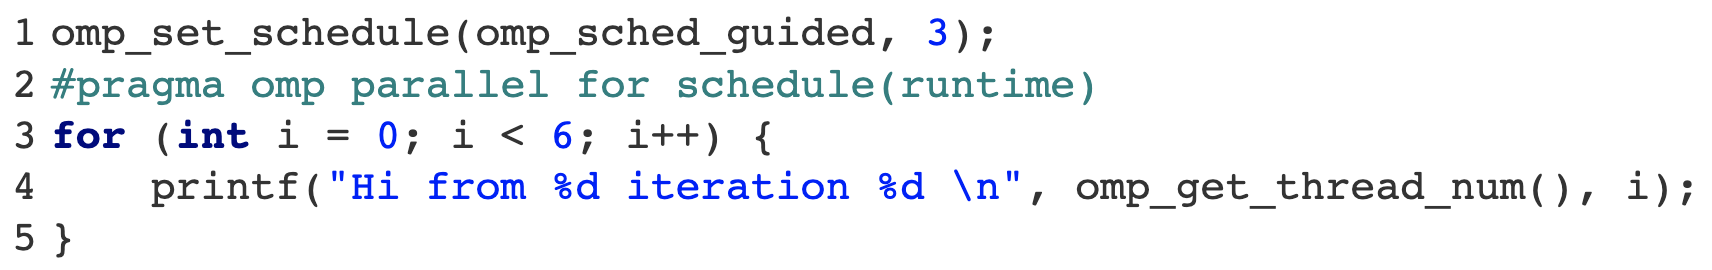 1 omp_set_schedule(omp_sched_guided, 3);
2 #pragma omp parallel for schedule(runtime)
3 for (int i = 0; i < 6; i++) {
4     printf("Hi from %d iteration %d \n", omp_get_thread_num(), i);
5 }